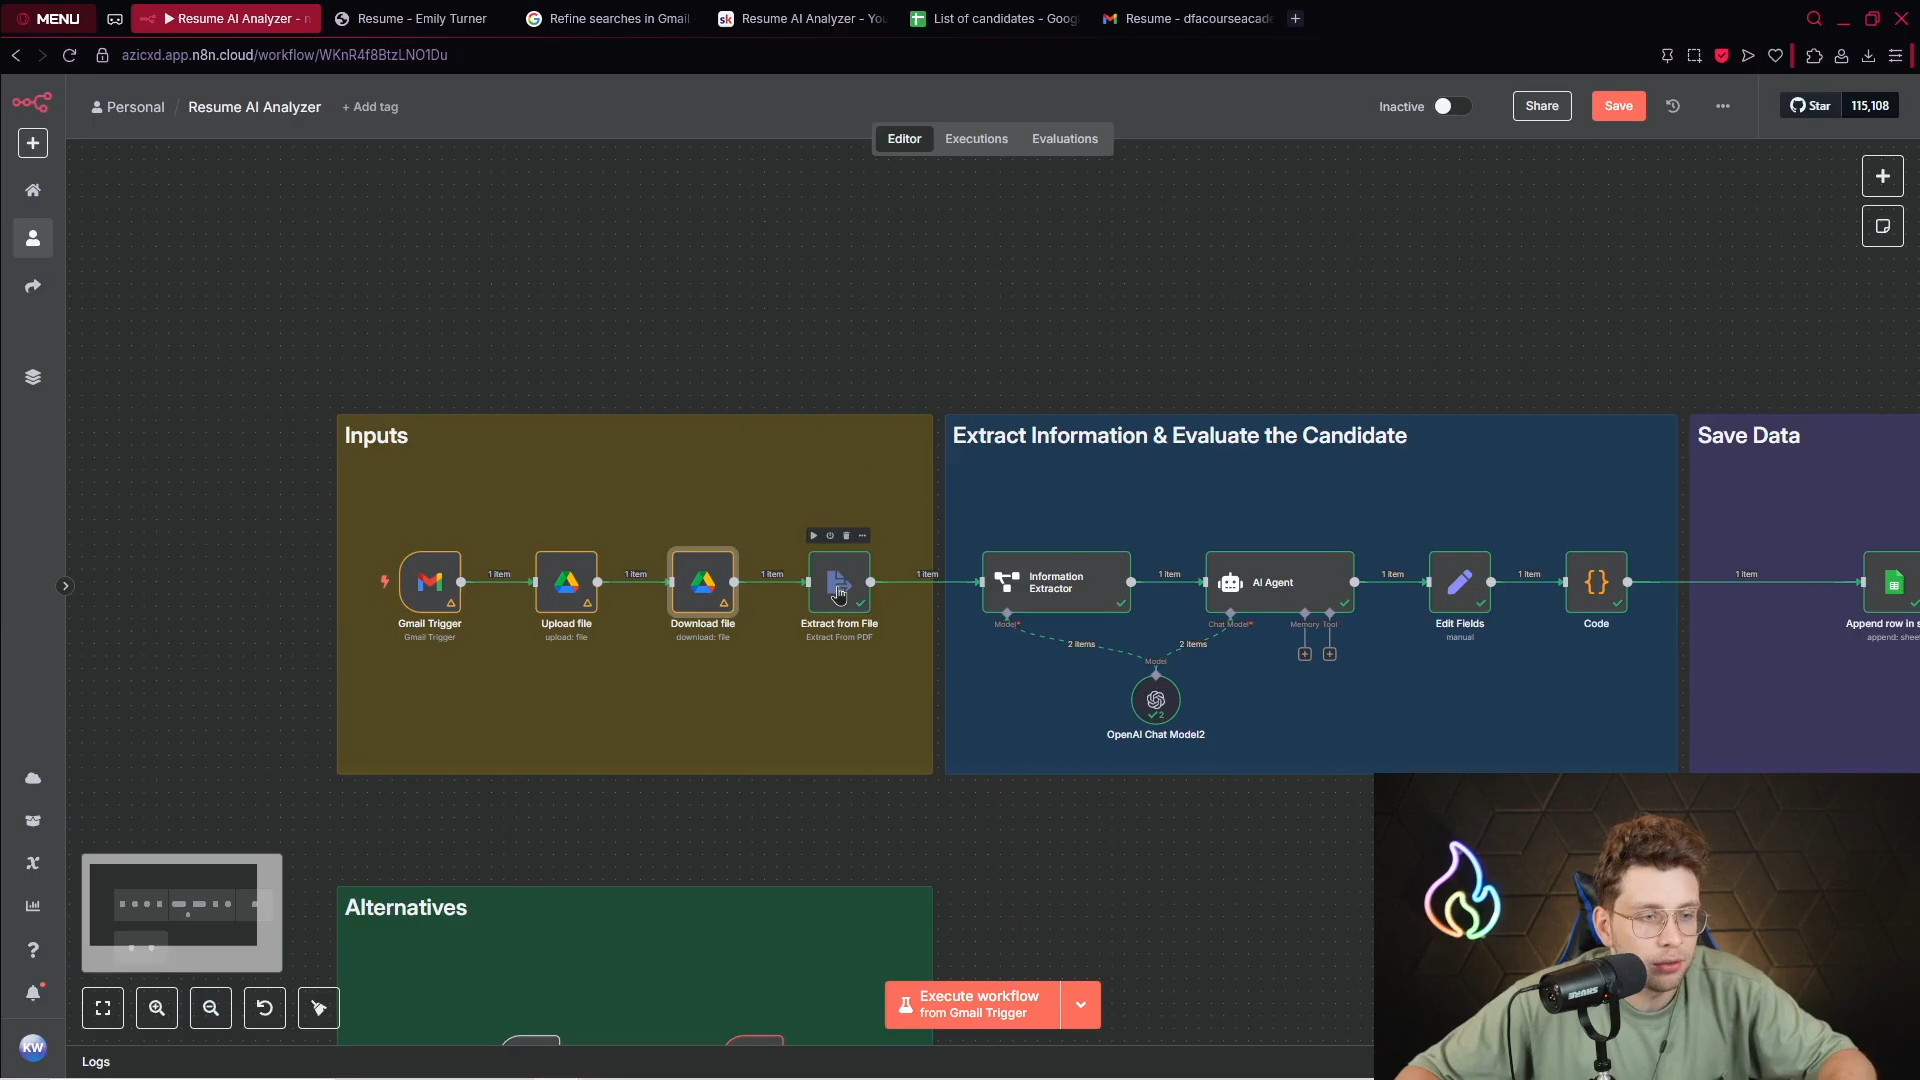 MENU
Resume AI Analyzer - n
Resume - Emily Turner
Refine searches in Gmail
sk
Resume AI Analyzer - You
List of candidates - Goog
Resume - dfacourseacade
azicxd.app.n8n.cloud/workflow/WKnR4f8BtzLNO1Du
Personal / Resume AI Analyzer + Add tag
Inactive
Share
Save
Star 115,108
Editor Executions Evaluations
Inputs
Extract Information & Evaluate the Candidate
Save Data
1 item
1 item
1 item
1 item
1 item
1 item
1 item
1 item
Information
Extractor
AI Agent
{}
Gmail Trigger
Gmail Trigger
Upload file
upload: file
Download file
download: file
Extract from File
Extract From PDF
Model*
Chat Model*
Memory
Tool
Edit Fields
manual
Code
Append row in s
append: sheet
2 items
2 items
Model
2
OpenAI Chat Model2
Alternatives
Execute workflow
from Gmail Trigger
KW
Logs
SHURE